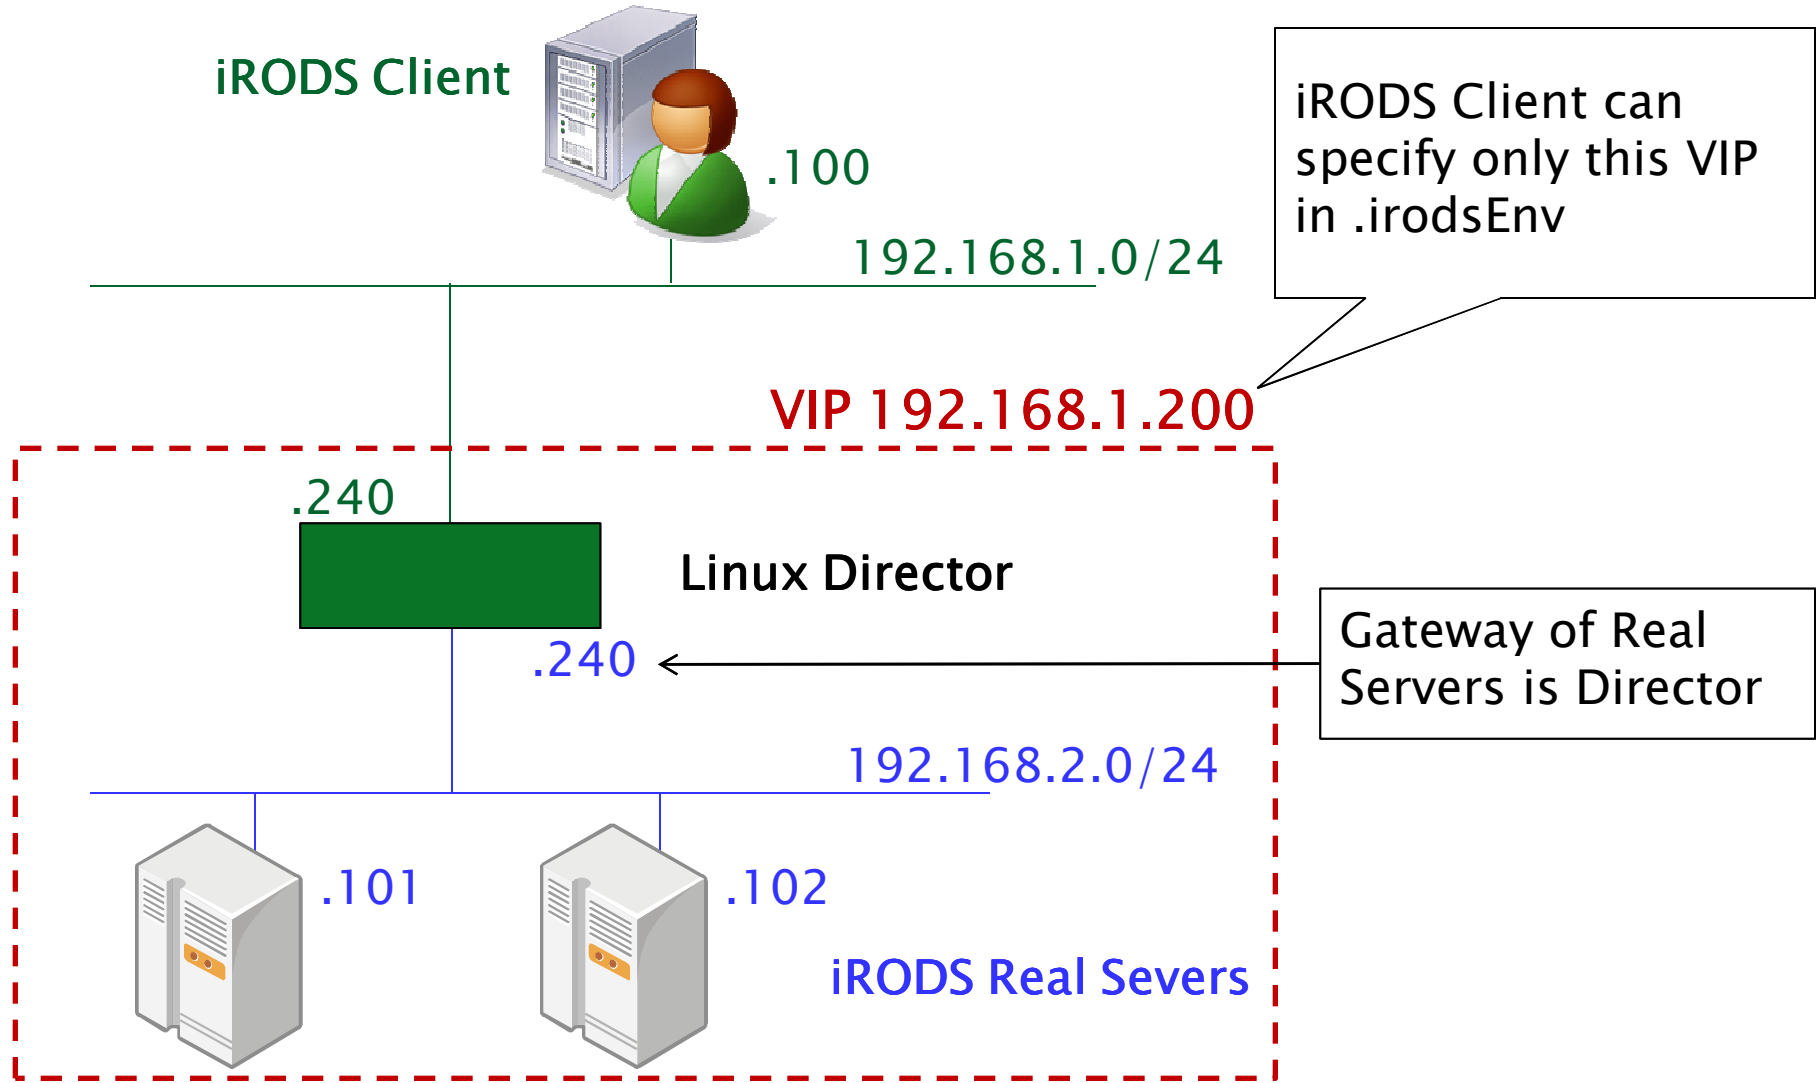 iRODS Client
.100
192.168.1.0/24
iRODS Client can
specify only this VIP
in .irodsEnv
VIP 192.168.1.200
.240
Linux Director
.240
Gateway of Real
Servers is Director
192.168.2.0/24
.101
.102
iRODS Real Severs